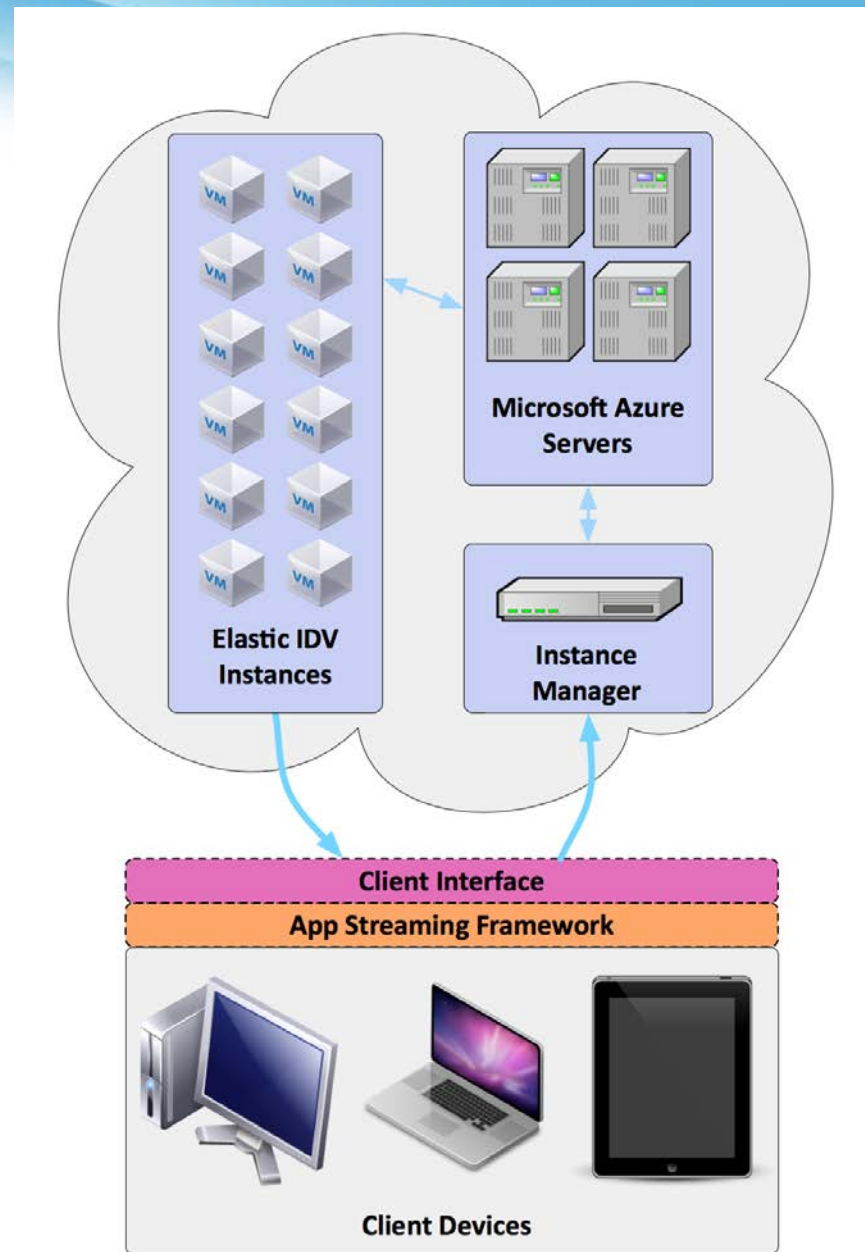 VM VM
VM VM
VM VM
VM VM
VM VM
VM VM
Elastic IDV
Instances
Microsoft Azure
Servers
Instance
Manager
Client Interface
App Streaming Framework
Client Devices